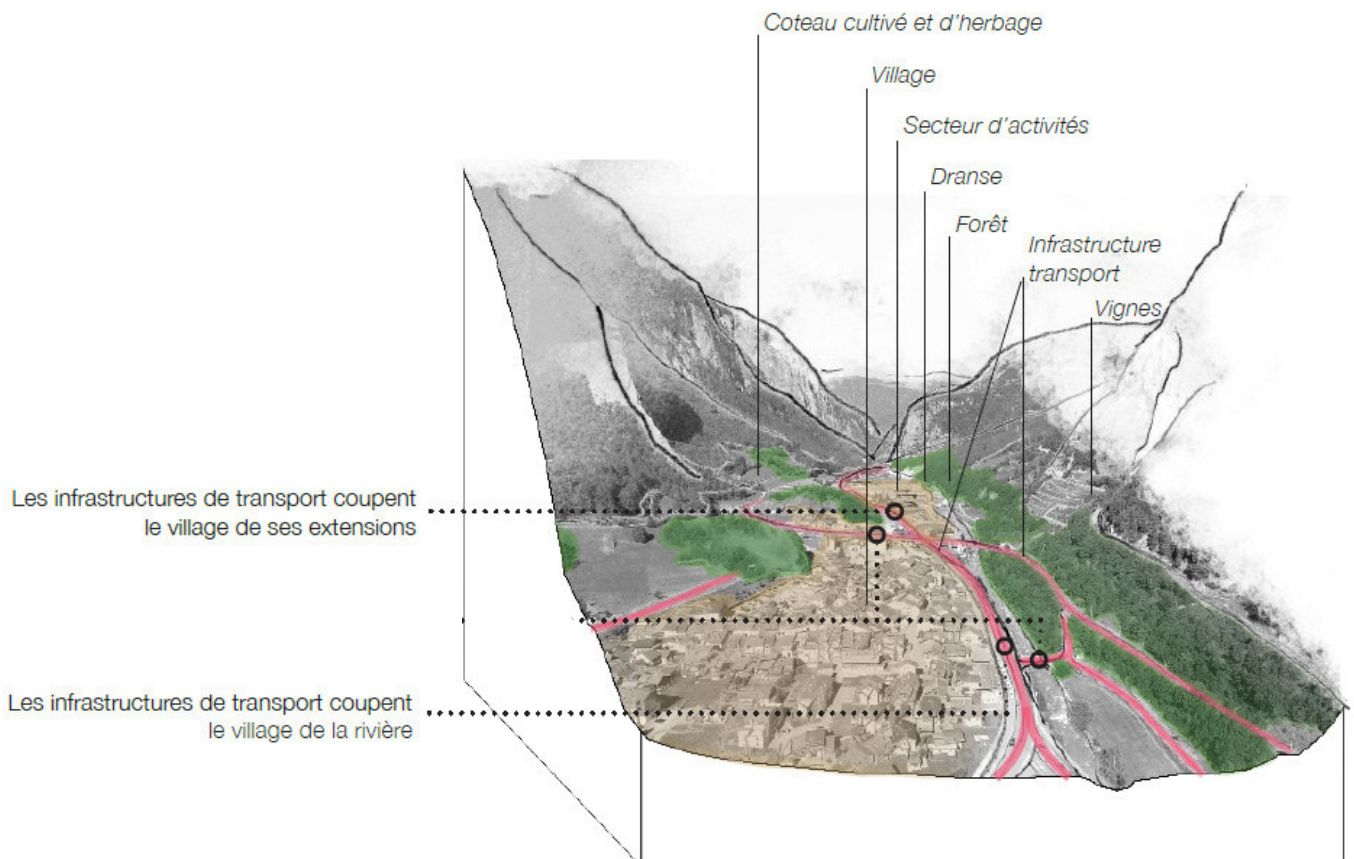 Coteau cultivé et d'herbage
Village
Secteur d'activités
Dranse
Forêt
Infrastructure
transport
Vignes
Les infrastructures de transport coupent
le village de ses extensions
Les infrastructures de transport coupent
le village de la rivière